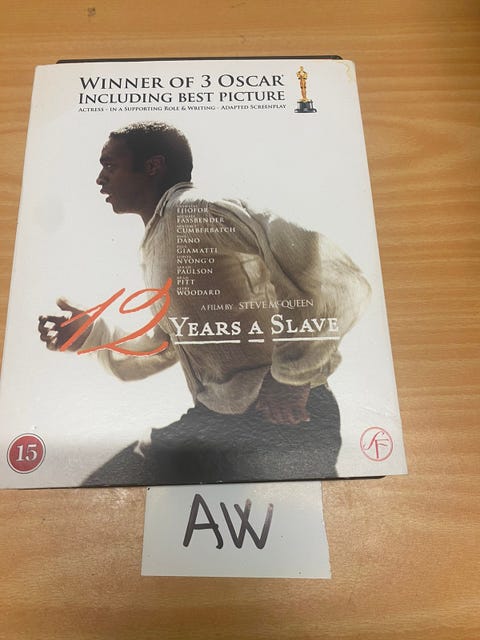 WINNER OF 3 OSCAR®
INCLUDING BEST PICTURE
ACTRESS - IN A SUPPORTING ROLE & WRITING - ADAPTED SCREENPLAY
EJIOFOR
FASSBENDER
CUMBERBATCH
DANO
GIAMATTI
NYONG'O
PAULSON
PITT
WOODARD
A FILM BY STEVE MCQUEEN
12 YEARS A SLAVE
15
SF
AW